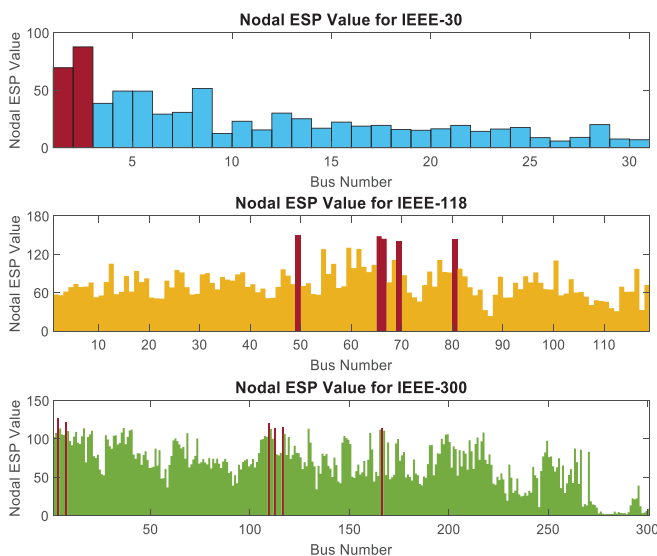 Nodal ESP Value for IEEE-30
100
50
0
Nodal ESP Value
5 10 15 20 25 30
Bus Number
Nodal ESP Value for IEEE-118
180
120
60
0
Nodal ESP Value
10 20 30 40 50 60 70 80 90 100 110
Bus Number
Nodal ESP Value for IEEE-300
150
100
50
0
Nodal ESP Value
50 100 150 200 250 300
Bus Number